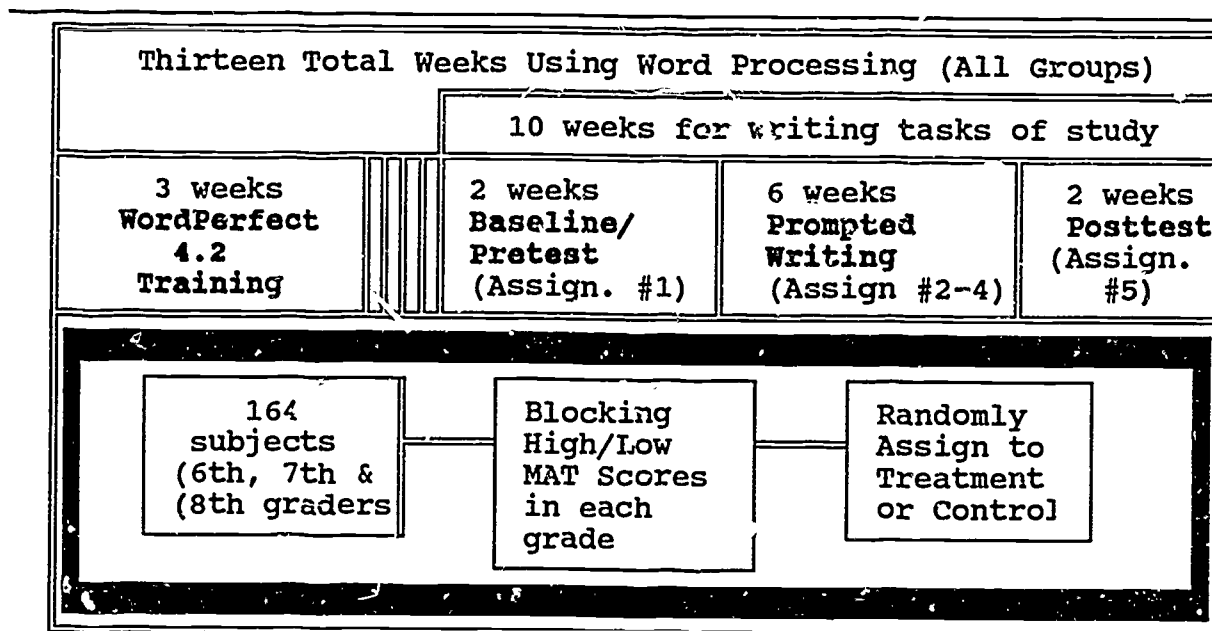 Thirteen Total Weeks Using Word Processing (All Groups)
10 weeks for writing tasks of study
3 weeks
WordPerfect
4.2
Training
2 weeks
Baseline/
Pretest
(Assign. #1)
6 weeks
Prompted
Writing
(Assign #2-4)
2 weeks
Posttest
(Assign.
#5)
164
subjects
(6th, 7th &
(8th graders
Blocking
High/Low
MAT Scores
in each
grade
Randomly
Assign to
Treatment
or Control